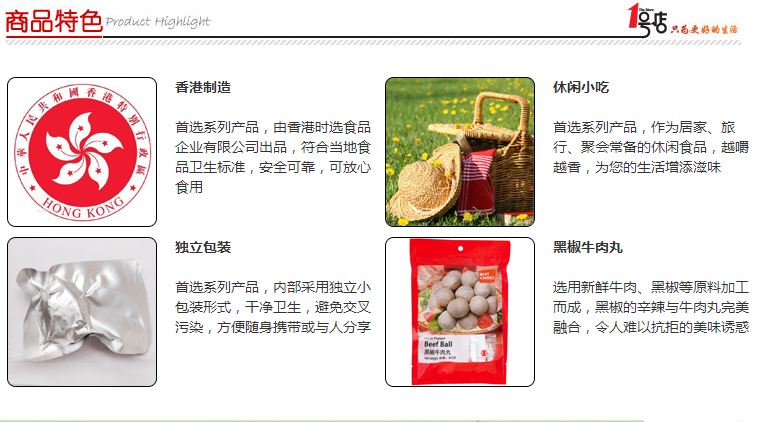 商品特色
Product Highlight
The Store
1号店
只为更好的生活
中華人民共和國香港特別行政區
HONG KONG
香港制造
首选系列产品，由香港时选食品
企业有限公司出品，符合当地食
品卫生标准，安全可靠，可放心
食用
休闲小吃
首选系列产品，作为居家、旅
行、聚会常备的休闲食品，越嚼
越香，为您的生活增添滋味
独立包装
首选系列产品，内部采用独立小
包装形式，干净卫生，避免交叉
污染，方便随身携带或与人分享
Black Pepper
Beef Ball
黑椒牛肉丸
黑椒牛肉丸
选用新鲜牛肉、黑椒等原料加工
而成，黑椒的辛辣与牛肉丸完美
融合，令人难以抗拒的美味诱惑